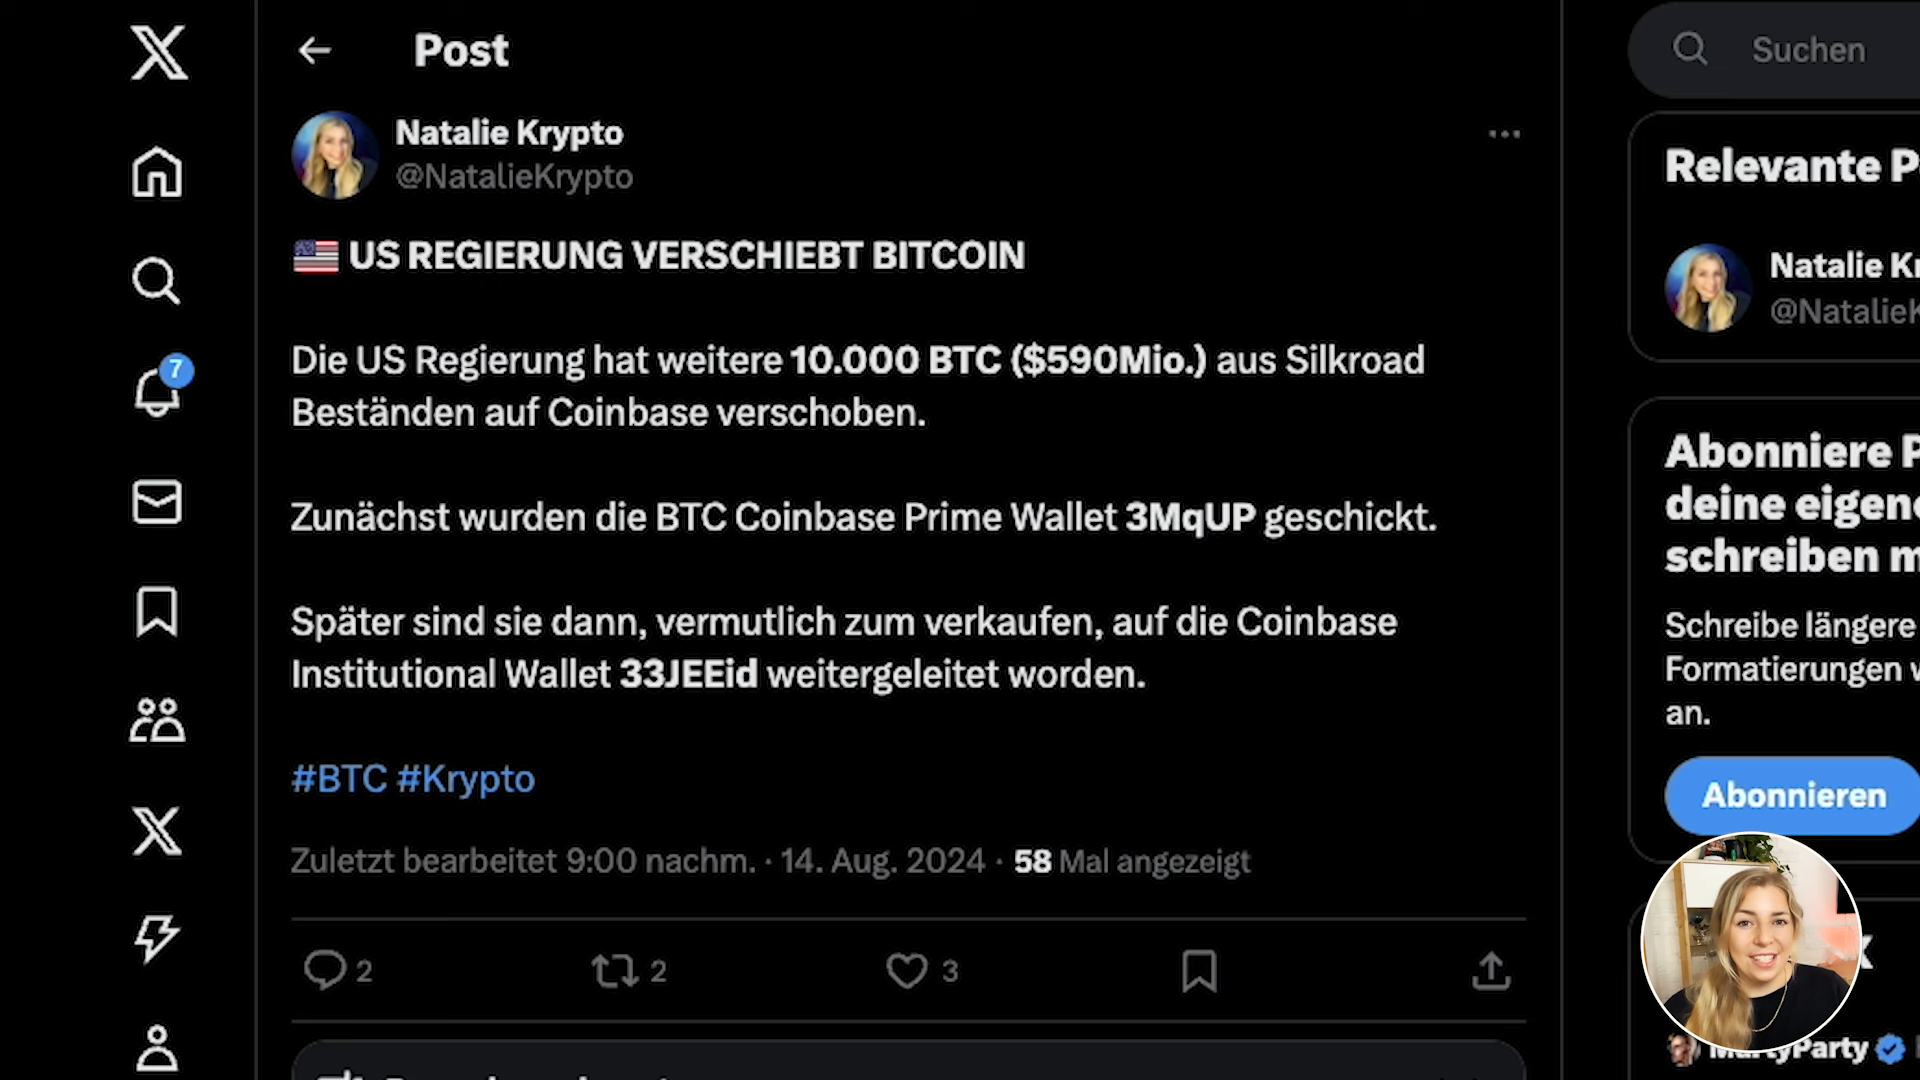 Post
Suchen
Natalie Krypto
@NatalieKrypto
US REGIERUNG VERSCHIEBT BITCOIN
Die US Regierung hat weitere 10.000 BTC ($590Mio.) aus Silkroad
Beständen auf Coinbase verschoben.
Zunächst wurden die BTC Coinbase Prime Wallet 3MqUP geschickt.
Später sind sie dann, vermutlich zum verkaufen, auf die Coinbase
Institutional Wallet 33JEEid weitergeleitet worden.
#BTC #Krypto
Zuletzt bearbeitet 9:00 nachm. · 14. Aug. 2024 · 58 Mal angezeigt
2 2 3
7
Relevante P
Natalie Kr
@NatalieK
Abonniere P
deine eigen
schreiben m
Schreibe längere
Formatierungen
an.
Abonnieren
MartyParty